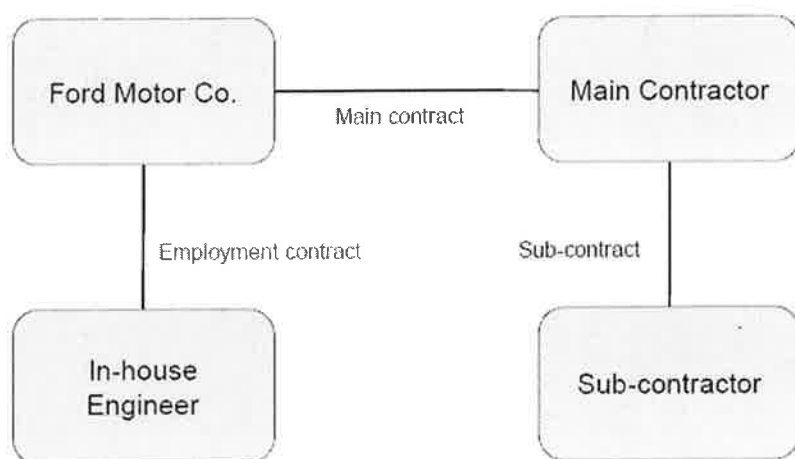 Ford Motor Co.
Main contract
Main Contractor
Employment contract
Sub-contract
In-house
Engineer
Sub-contractor